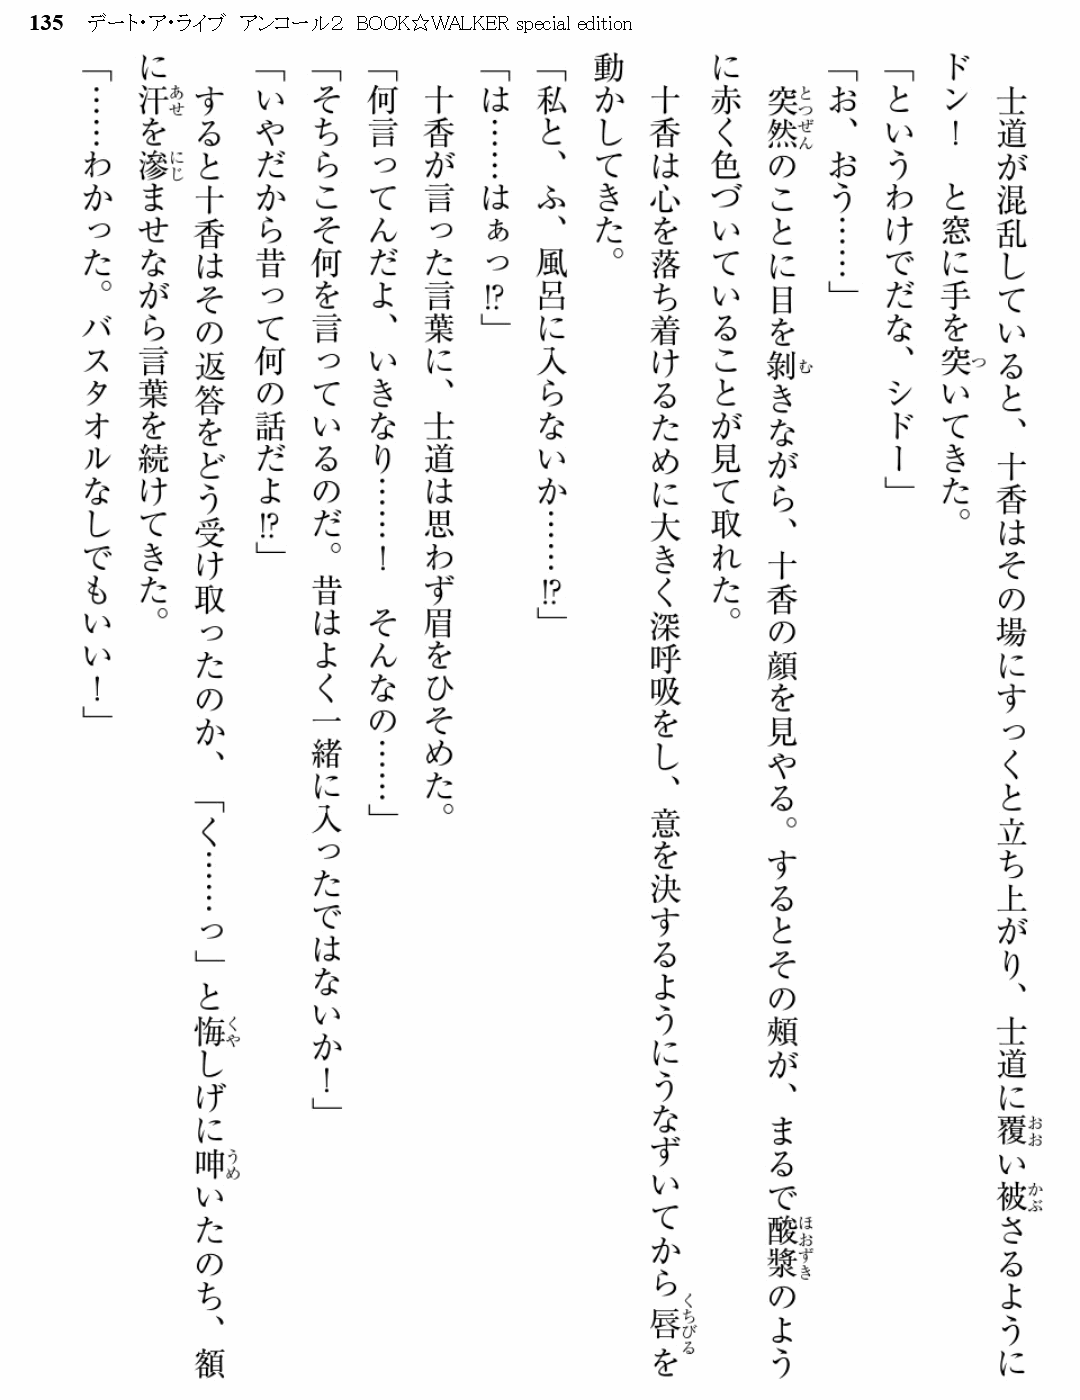 135 デート・ア・ライブ アンコール2 BOOK☆WALKER special edition
士道が混乱していると、十香はその場にすっくと立ち上がり、士道に覆い被さるように
ドン！　と窓に手を突いてきた。
「というわけでだな、シドー」
「お、おう……」
突然のことに目を剝きながら、十香の顔を見やる。するとその頰が、まるで酸漿のよう
に赤く色づいていることが見て取れた。
十香は心を落ち着けるために大きく深呼吸をし、意を決するようにうなずいてから唇を
動かしてきた。
「私と、ふ、風呂に入らないか……!?」
「は……はぁっ!?」
十香が言った言葉に、士道は思わず眉をひそめた。
「何言ってんだよ、いきなり……！　そんなの……」
「そちらこそ何を言っているのだ。昔はよく一緒に入ったではないか！」
「いやだから昔って何の話だよ!?」
すると十香はその返答をどう受け取ったのか、「く……っ」と悔しげに呻いたのち、額
に汗を滲ませながら言葉を続けてきた。
「……わかった。バスタオルなしでもいい！」